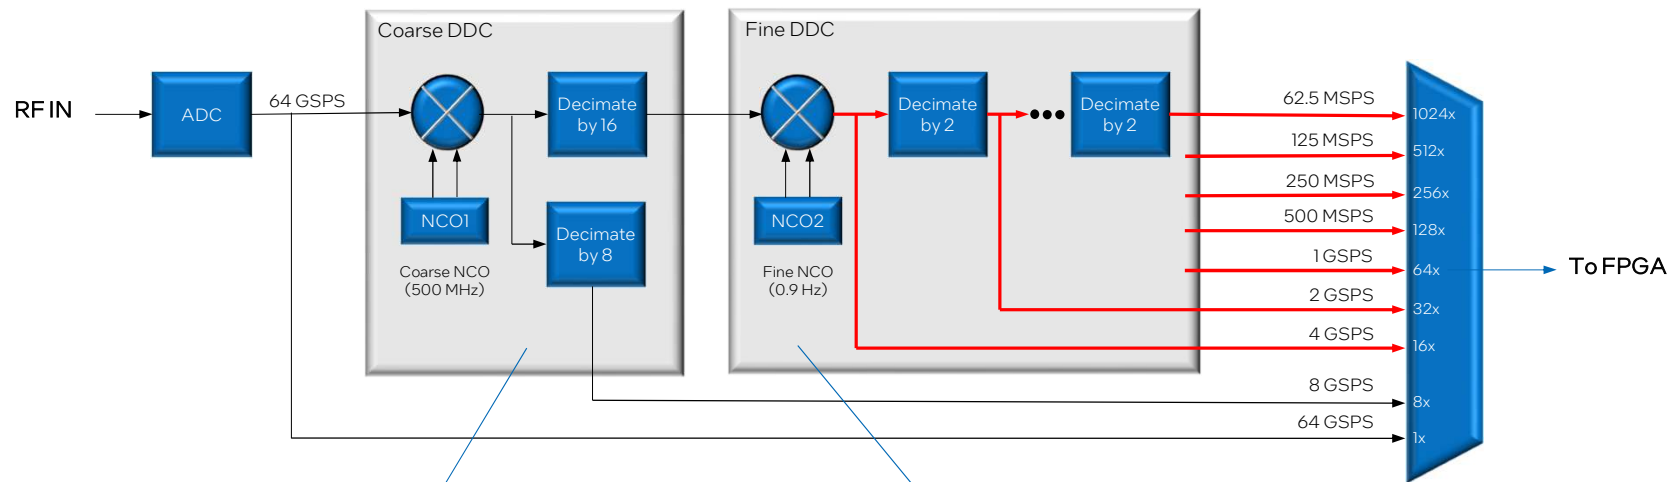 Coarse DDC
Fine DDC
RF IN
ADC
64 GSPS
Decimate
by 16
Decimate
by 2
Decimate
by 2
NCO1
Coarse NCO
(500 MHz)
Decimate
by 8
NCO2
Fine NCO
(0.9 Hz)
62.5 MSPS
1024x
125 MSPS
512x
250 MSPS
256x
500 MSPS
128x
1 GSPS
64x
2 GSPS
32x
4 GSPS
16x
8 GSPS
8x
64 GSPS
1x
To FPGA